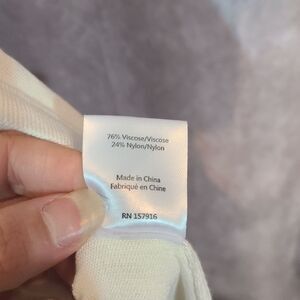 76% Viscose/Viscose
24% Nylon/Nylon
Made in China
Fabriqué en Chine
RN 157916